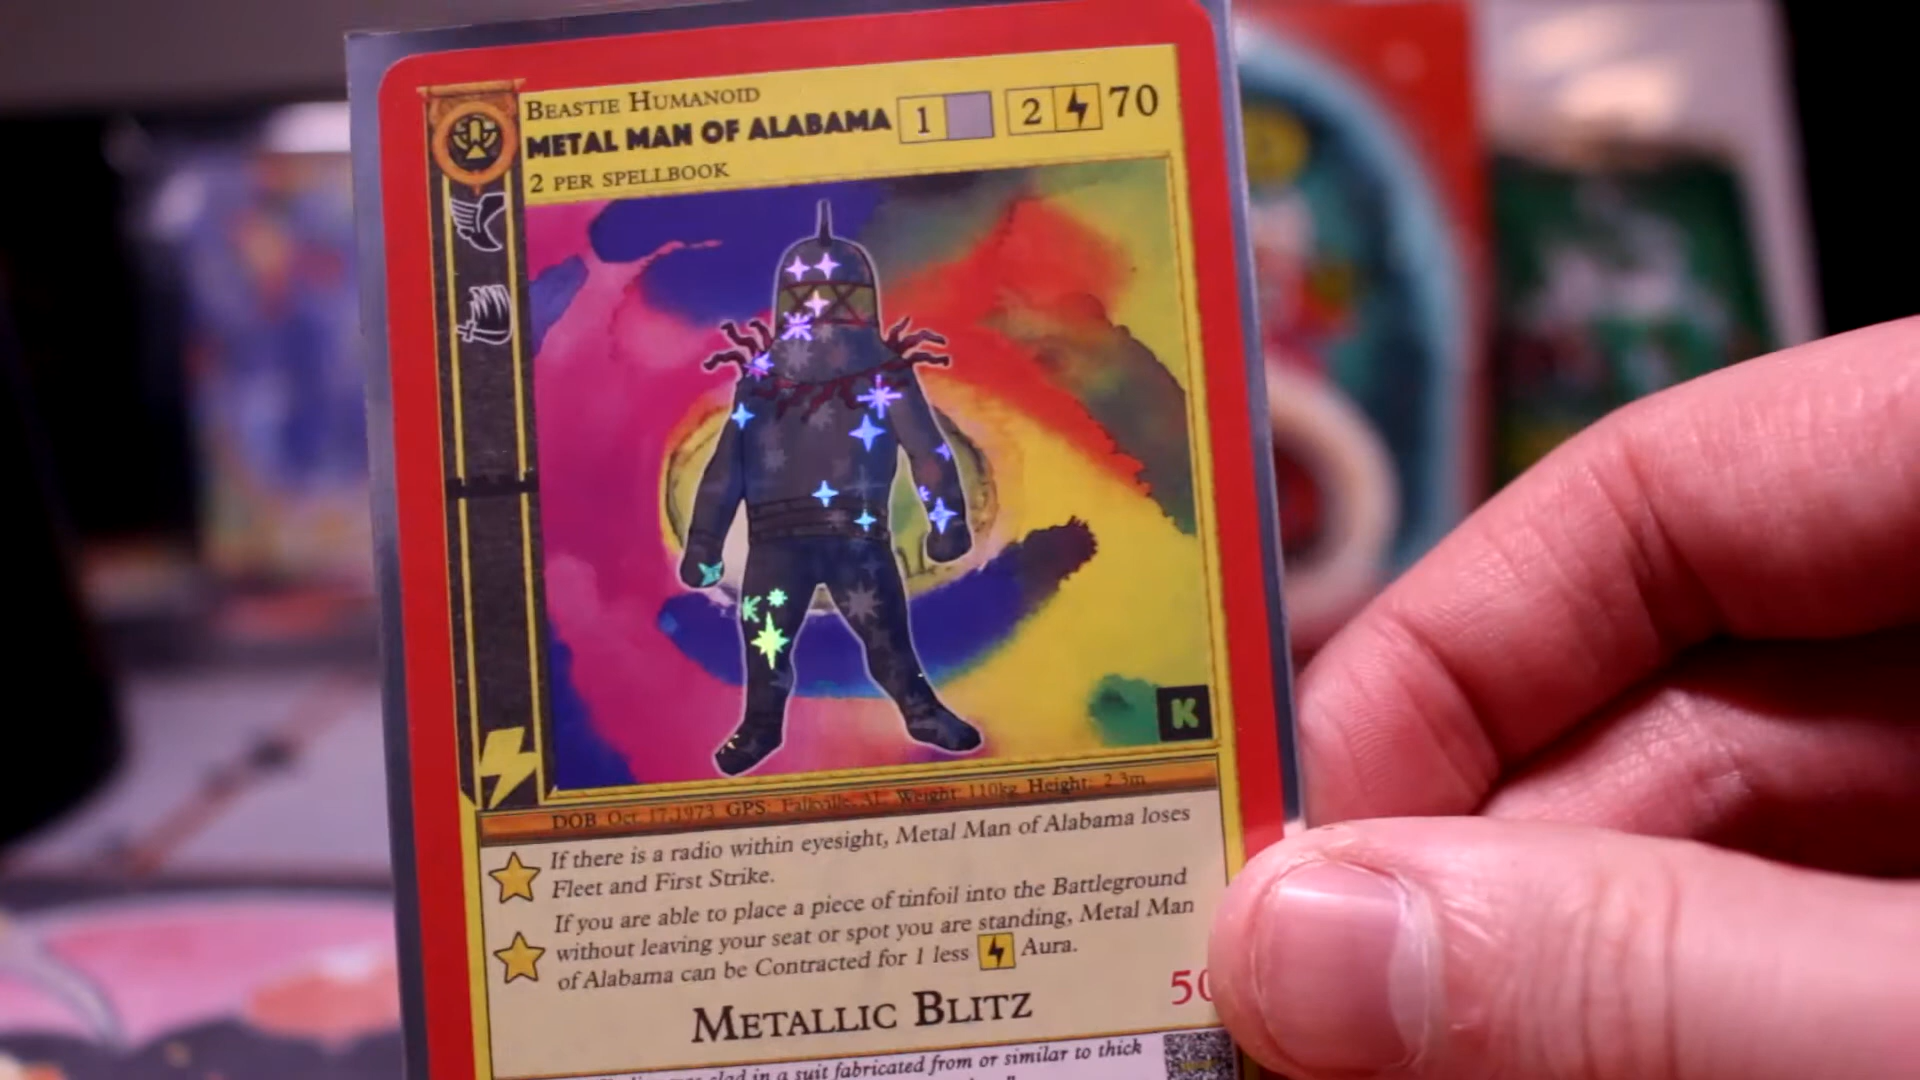 BEASTIE HUMANOID
METAL MAN OF ALABAMA 1 2 70
2 PER SPELLBOOK
K
DOB Oct. 17,1973 GPS: Falkville, AL Weight 110kg Height: 2.3m
If there is a radio within eyesight, Metal Man of Alabama loses
Fleet and First Strike.
If you are able to place a piece of tinfoil into the Battleground
without leaving your seat or spot you are standing, Metal Man
of Alabama can be Contracted for 1 less Aura.
METALLIC BLITZ 50
clad in a suit fabricated from or similar to thick